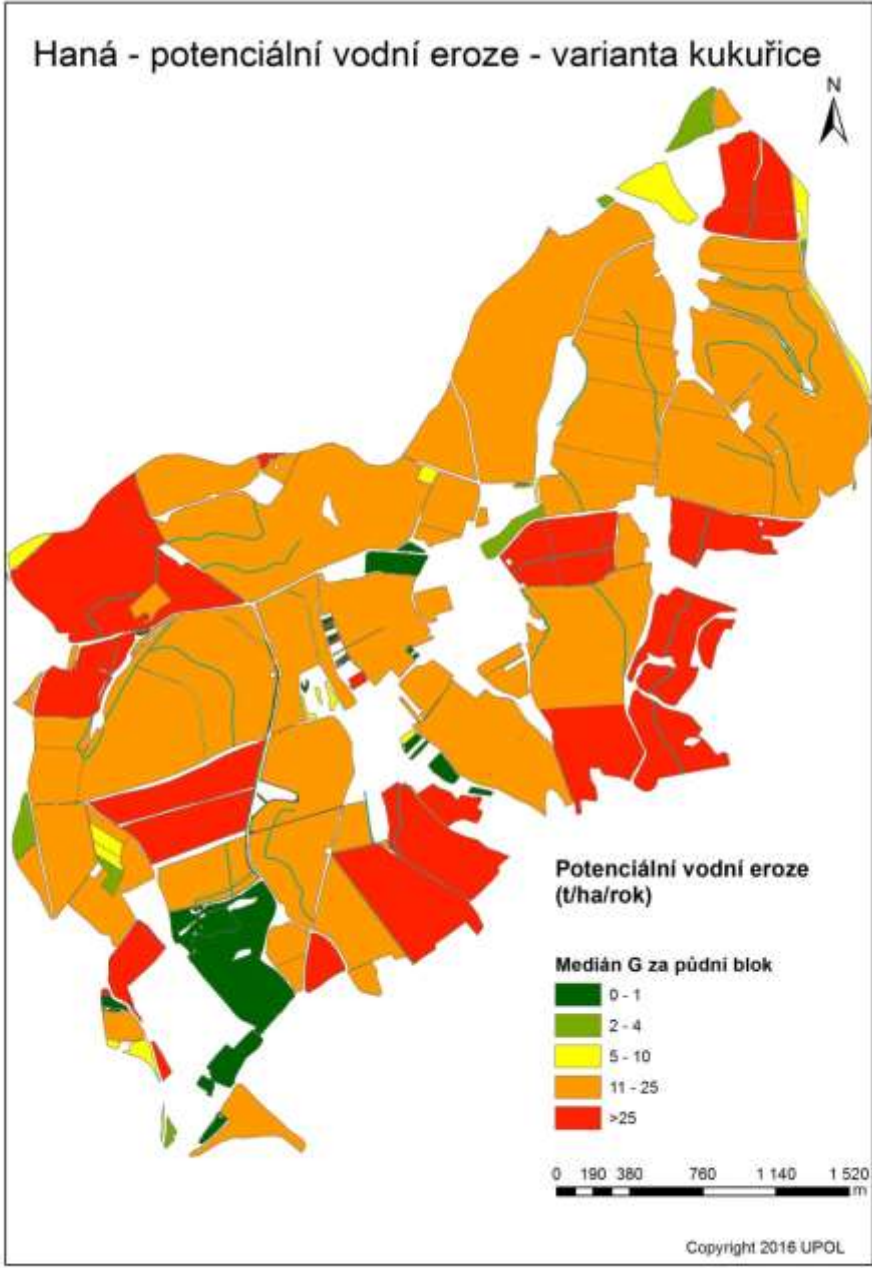 Haná - potenciální vodní eroze - varianta kukuřice
N
Potenciální vodní eroze
(t/ha/rok)
Medián G za půdní blok
0 - 1
2 - 4
5 - 10
11 - 25
>25
0 190 380 760 1 140 1 520
m
Copyright 2016 UPOL